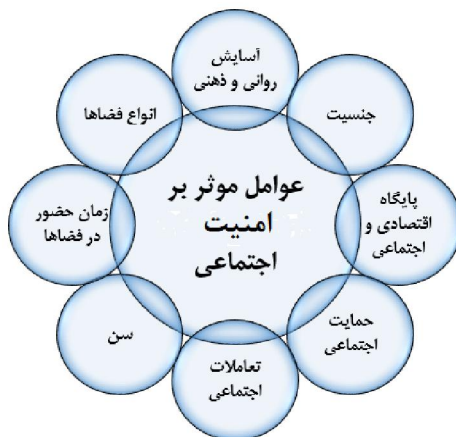 آسایش
روانی و ذهنی
جنسیت
پایگاه
اقتصادی و
اجتماعی
حمایت
اجتماعی
تعاملات
اجتماعی
سن
زمان حضور
در فضاها
انواع فضاها
عوامل موثر بر
امنیت
اجتماعی